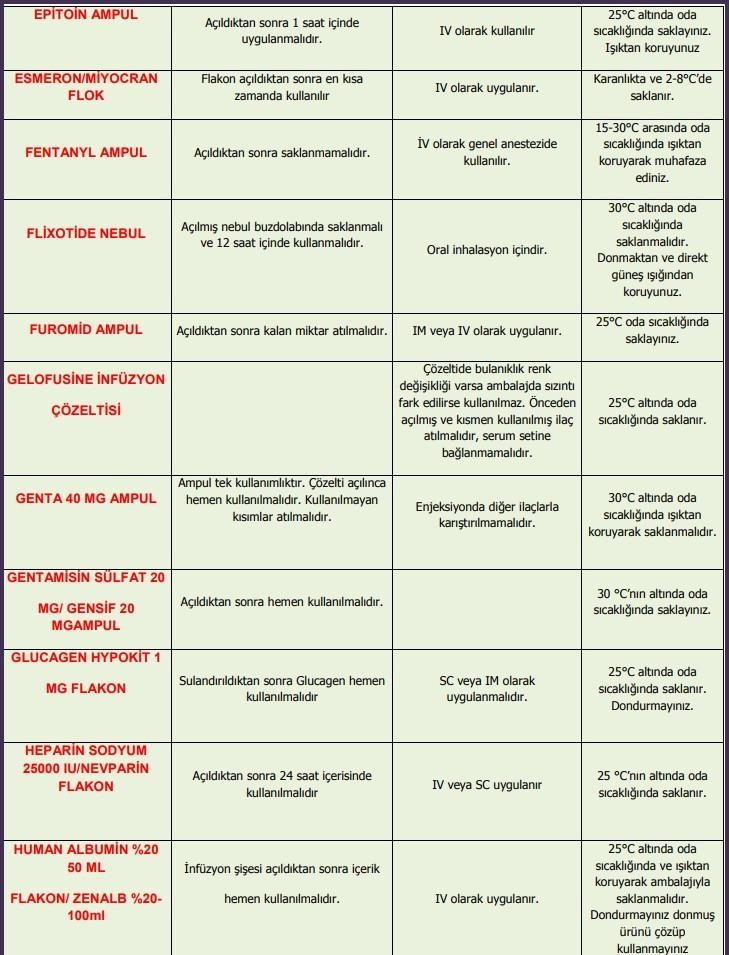 EPİTOİN AMPUL
Açıldıktan sonra 1 saat içinde
uygulanmalıdır.
IV olarak kullanılır
25°C altında oda
sıcaklığında saklayınız.
Işıktan koruyunuz
ESMERON/MİYOCRAN
FLOK
Flakon açıldıktan sonra en kısa
zamanda kullanılır
IV olarak uygulanır.
Karanlıkta ve 2-8°C’de
saklanır.
FENTANYL AMPUL
Açıldıktan sonra saklanmamalıdır.
İV olarak genel anestezide
kullanılır.
15-30°C arasında oda
sıcaklığında ışıktan
koruyarak muhafaza
ediniz.
FLİXOTİDE NEBUL
Açılmış nebul buzdolabında saklanmalı
ve 12 saat içinde kullanmalıdır.
Oral inhalasyon içindir.
30°C altında oda
sıcaklığında
saklanmalıdır.
Donmaktan ve direkt
güneş ışığından
koruyunuz.
FUROMİD AMPUL
Açıldıktan sonra kalan miktar atılmalıdır.
IM veya IV olarak uygulanır.
25°C oda sıcaklığında
saklayınız.
GELOFUSİNE İNFÜZYON
ÇÖZELTİSİ
Çözeltide bulanıklık renk
değişikliği varsa ambalajda sızıntı
fark edilirse kullanılmaz. Önceden
açılmış ve kısmen kullanılmış ilaç
atılmalıdır, serum setine
bağlanmamalıdır.
25°C altında oda
sıcaklığında saklanır.
GENTA 40 MG AMPUL
Ampul tek kullanımlıktır. Çözelti açılınca
hemen kullanılmalıdır. Kullanılmayan
kısımlar atılmalıdır.
Enjeksiyonda diğer ilaçlarla
karıştırılmamalıdır.
30°C altında oda
sıcaklığında ışıktan
koruyarak saklanmalıdır.
GENTAMİSİN SÜLFAT 20
MG/ GENSİF 20
MGAMPUL
Açıldıktan sonra hemen kullanılmalıdır.
30 °C’nın altında oda
sıcaklığında saklayınız.
GLUCAGEN HYPOKİT 1
MG FLAKON
Sulandırıldıktan sonra Glucagen hemen
kullanılmalıdır
SC veya IM olarak
uygulanmalıdır.
25°C altında oda
sıcaklığında saklanır.
Dondurmayınız.
HEPARİN SODYUM
25000 IU/NEVPARİN
FLAKON
Açıldıktan sonra 24 saat içerisinde
kullanılmalıdır
IV veya SC uygulanır
25 °C’nın altında oda
sıcaklığında saklanır.
HUMAN ALBUMİN %20
50 ML
FLAKON/ ZENALB %20-
100ml
İnfüzyon şişesi açıldıktan sonra içerik
hemen kullanılmalıdır.
IV olarak uygulanır.
25°C altında oda
sıcaklığında ve ışıktan
koruyarak ambalajıyla
saklanmalıdır.
Dondurmayınız donmuş
ürünü çözüp
kullanmayınız